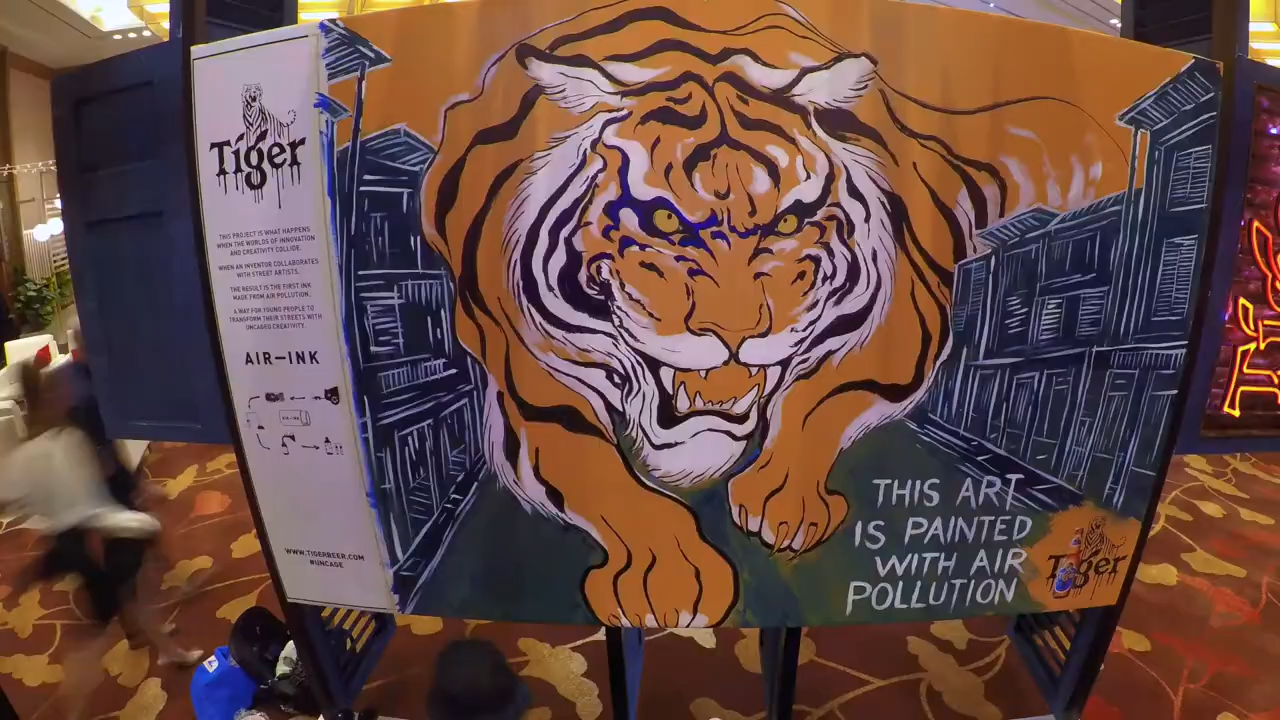 Tiger
THIS PROJECT IS WHAT HAPPENS
WHEN THE WORLDS OF INNOVATION
AND CREATIVITY COLLIDE.
WHEN AN INVENTOR COLLABORATES
WITH STREET ARTISTS.
THE RESULT IS THE FIRST INK
MADE FROM AIR POLLUTION.
A WAY FOR YOUNG PEOPLE TO
TRANSFORM THEIR STREETS WITH
UNCAGED CREATIVITY.
AIR-INK
AIR-INK
WWW.TIGERBEER.COM
#UNCAGE
THIS ART
IS PAINTED
WITH AIR
POLLUTION
Tiger